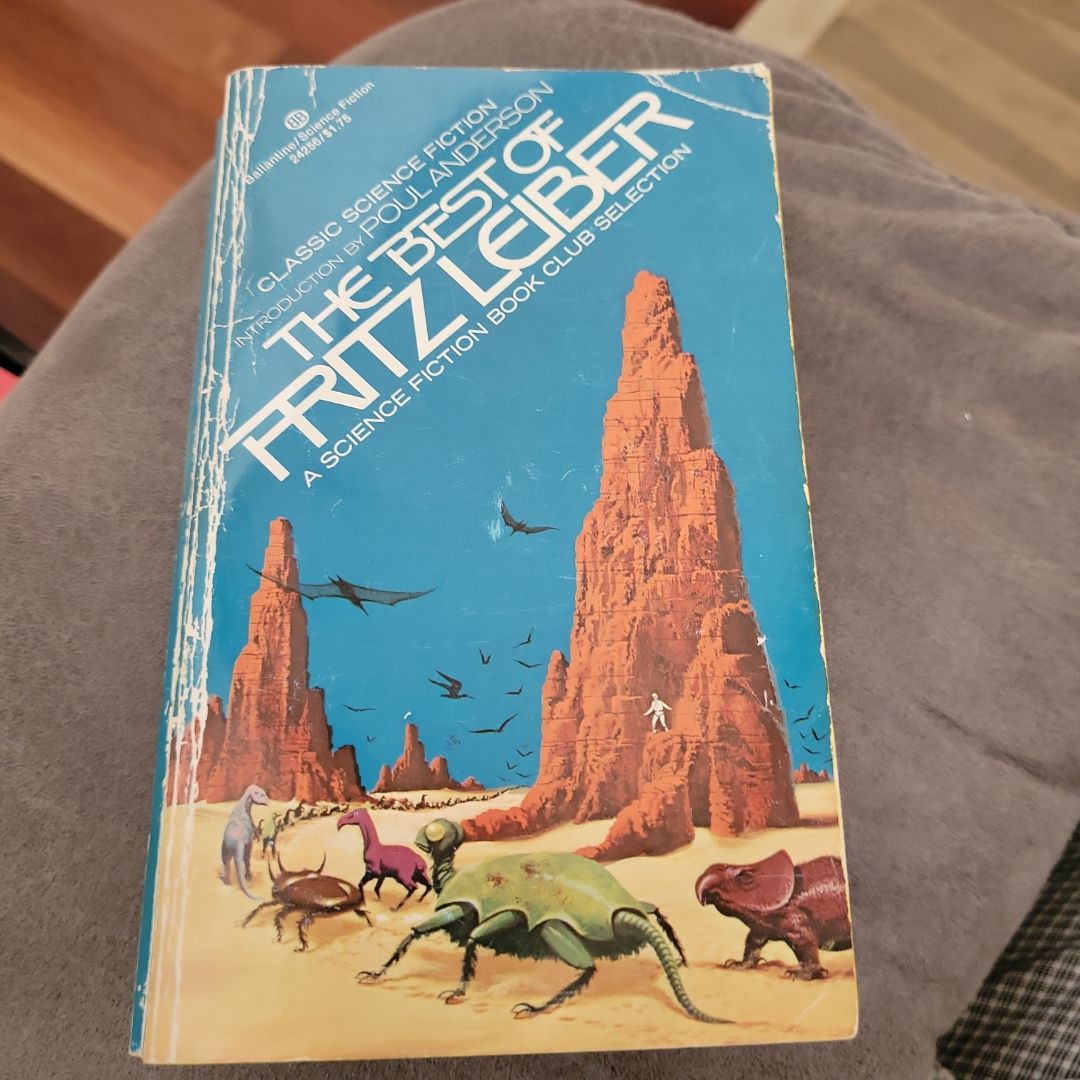 BB
Ballantine/Science Fiction
24256/$1.75
CLASSIC SCIENCE FICTION
INTRODUCTION BY POUL ANDERSON
THE BEST OF
FRITZ LEIBER
A SCIENCE FICTION BOOK CLUB SELECTION